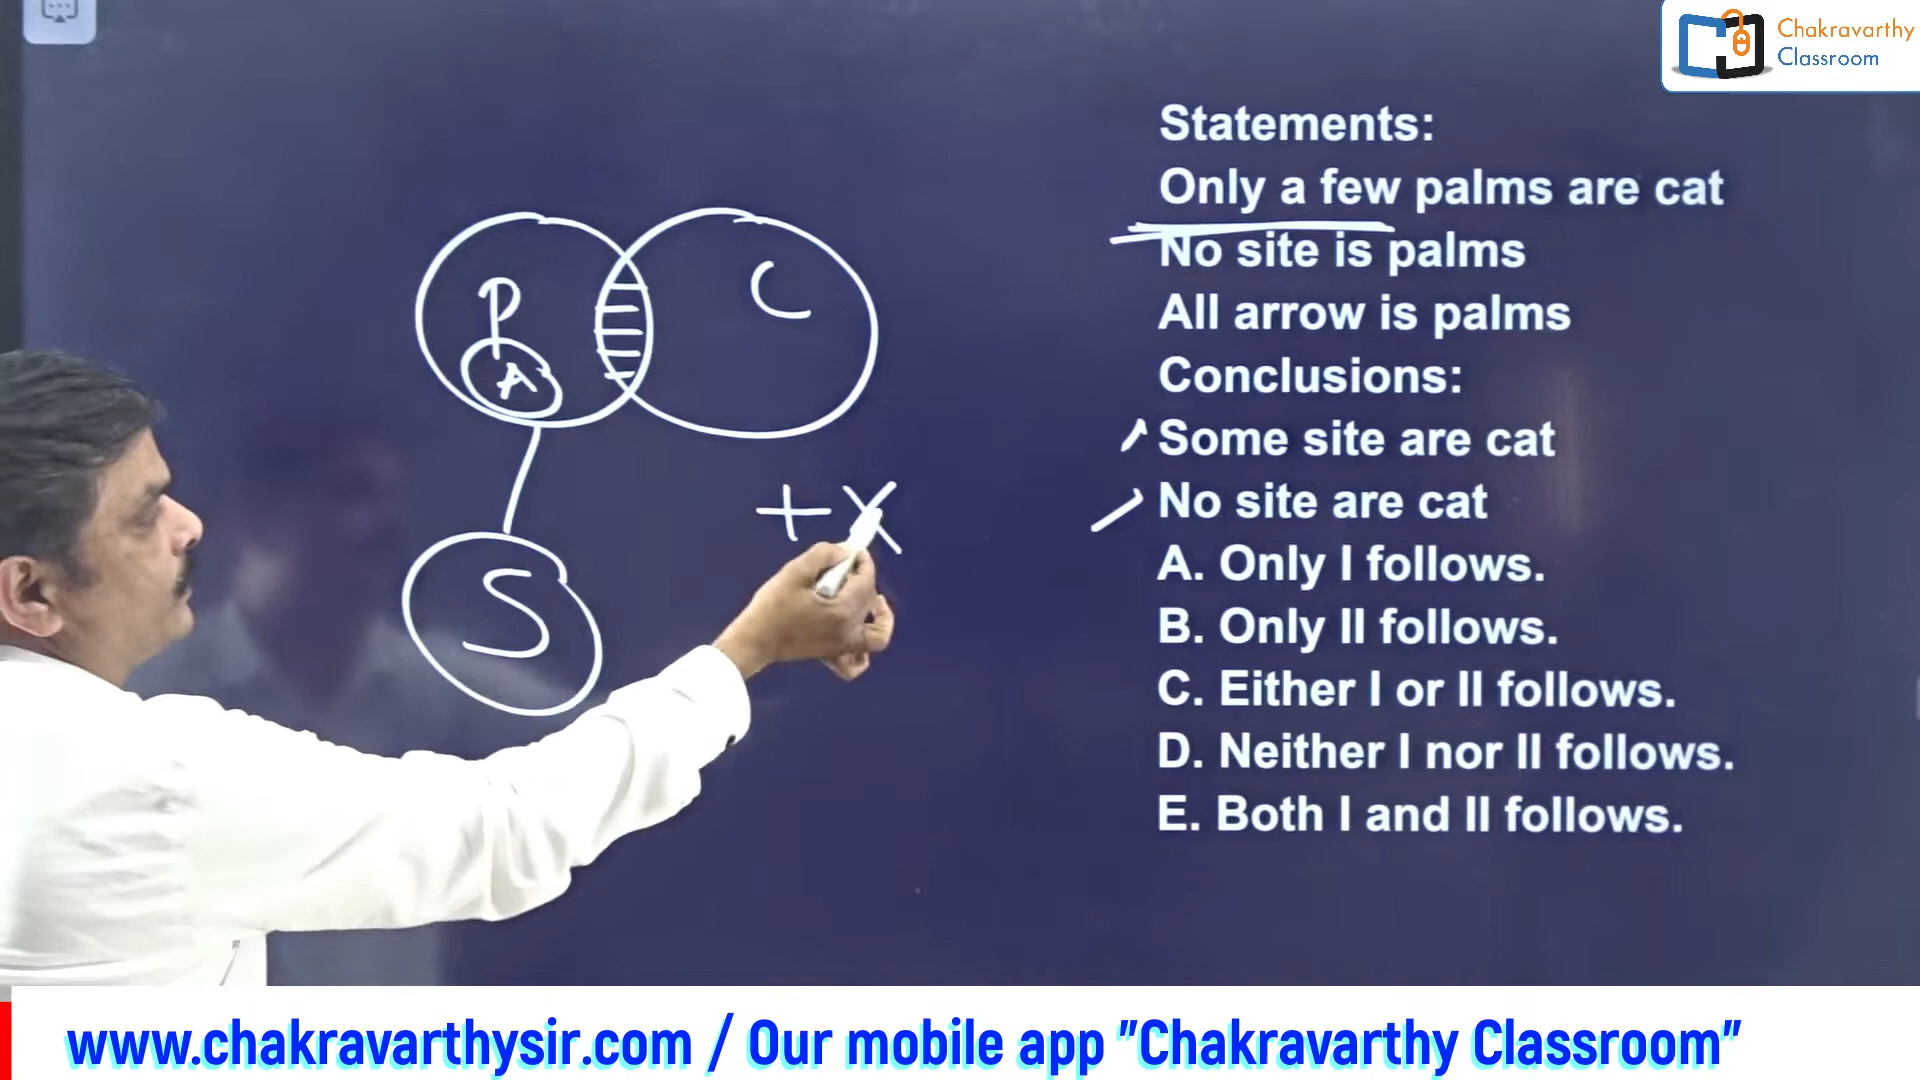 Chakravarthy
Classroom
Statements:
Only a few palms are cat
No site is palms
All arrow is palms
Conclusions:
Some site are cat
No site are cat
A. Only I follows.
B. Only II follows.
C. Either I or II follows.
D. Neither I nor II follows.
E. Both I and II follows.
P
C
A
S
+ X
www.chakravarthysir.com / Our mobile app "Chakravarthy Classroom"